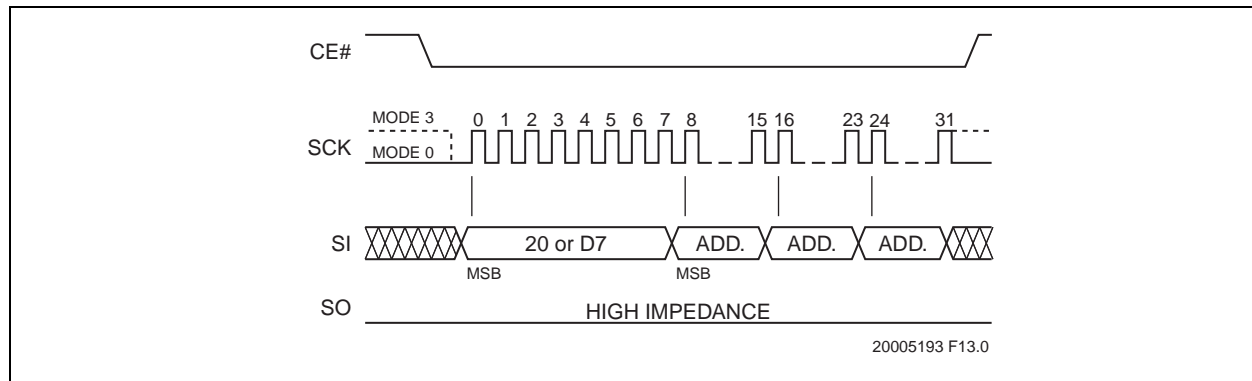 CE#
MODE 3
0 1 2 3 4 5 6 7 8 15 16 23 24 31
SCK
MODE 0
SI
20 or D7 ADD. ADD. ADD.
MSB MSB
SO
HIGH IMPEDANCE
20005193 F13.0